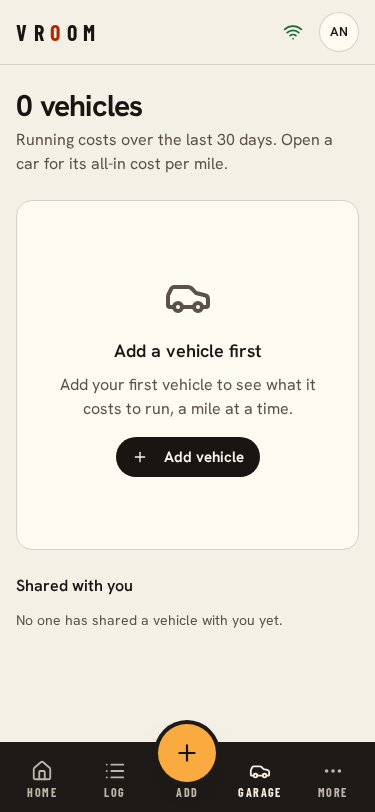 VROOM
AN
0 vehicles
Running costs over the last 30 days. Open a
car for its all-in cost per mile.
Add a vehicle first
Add your first vehicle to see what it
costs to run, a mile at a time.
+ Add vehicle
Shared with you
No one has shared a vehicle with you yet.
HOME
LOG
ADD
GARAGE
MORE